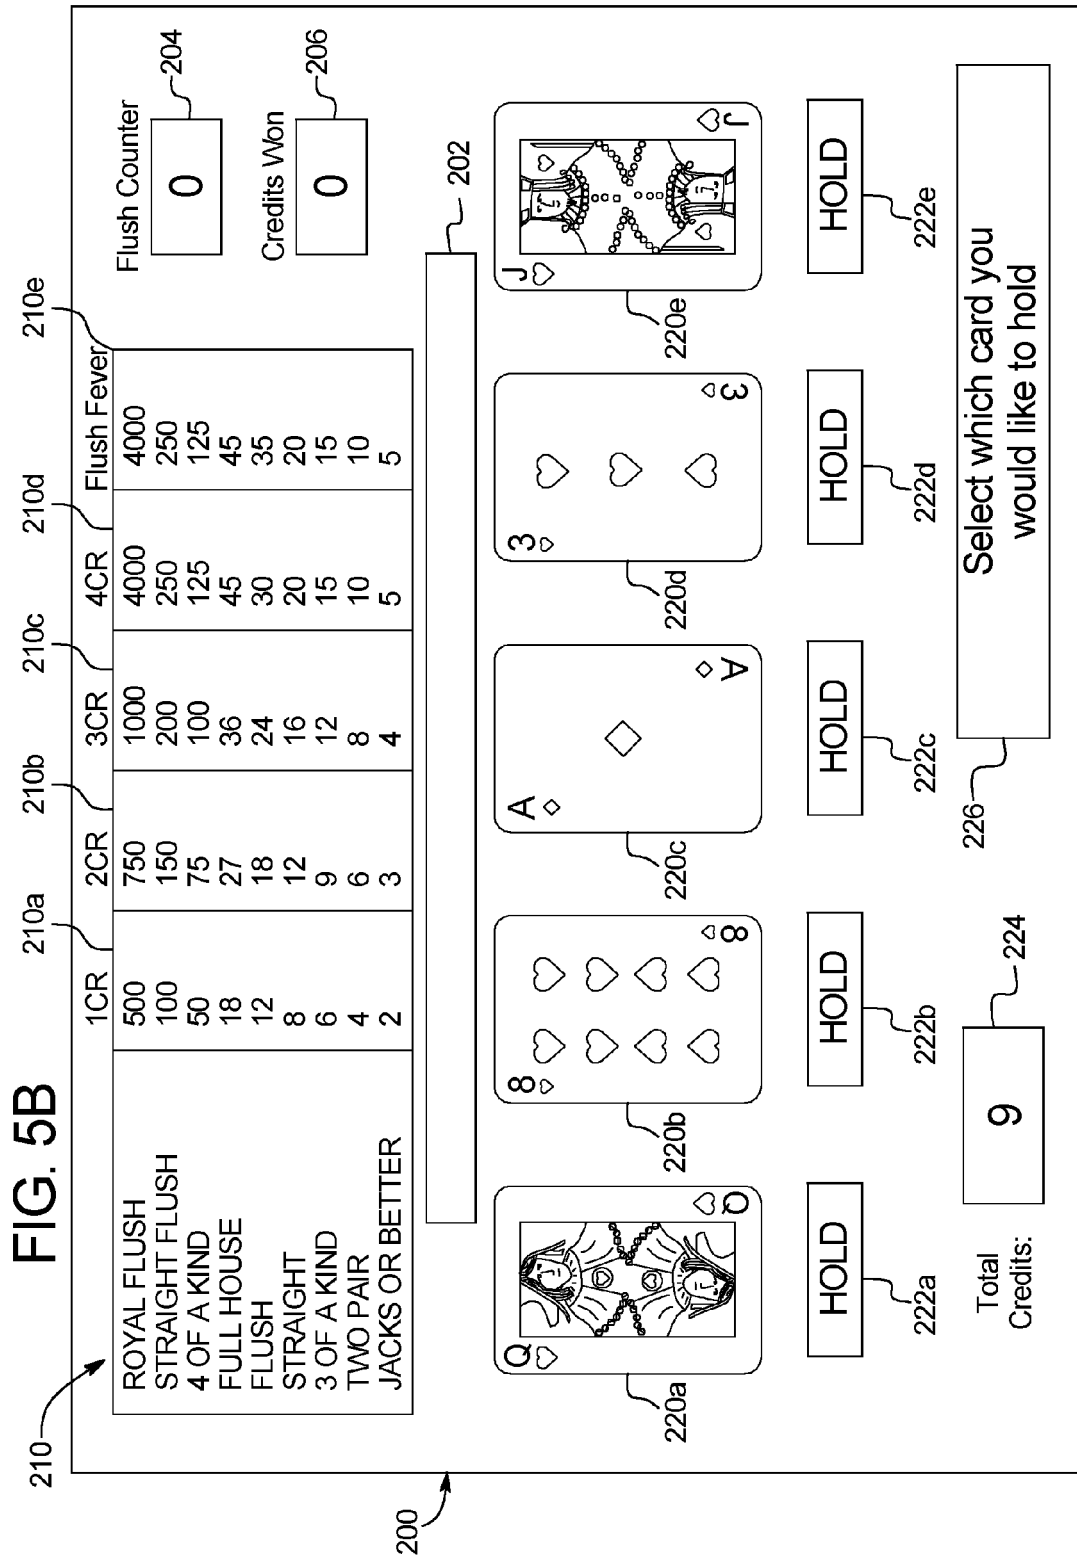 FIG. 5B
210 210a 210b 210c 210d 210e
1CR 2CR 3CR 4CR Flush Fever
ROYAL FLUSH 500 750 1000 4000 4000
STRAIGHT FLUSH 100 150 200 250 250
4 OF A KIND 50 75 100 125 125
FULL HOUSE 18 27 36 45 45
FLUSH 12 18 24 30 35
STRAIGHT 8 12 16 20 20
3 OF A KIND 6 9 12 15 15
TWO PAIR 4 6 8 10 10
JACKS OR BETTER 2 3 4 5 5
Flush Counter
0
204
Credits Won
0
206
202
200
Q 8 A 3 J
Q 8 A 3 J
220a 220b 220c 220d 220e
HOLD HOLD HOLD HOLD HOLD
222a 222b 222c 222d 222e
Total
Credits:
9
224
226
Select which card you
would like to hold